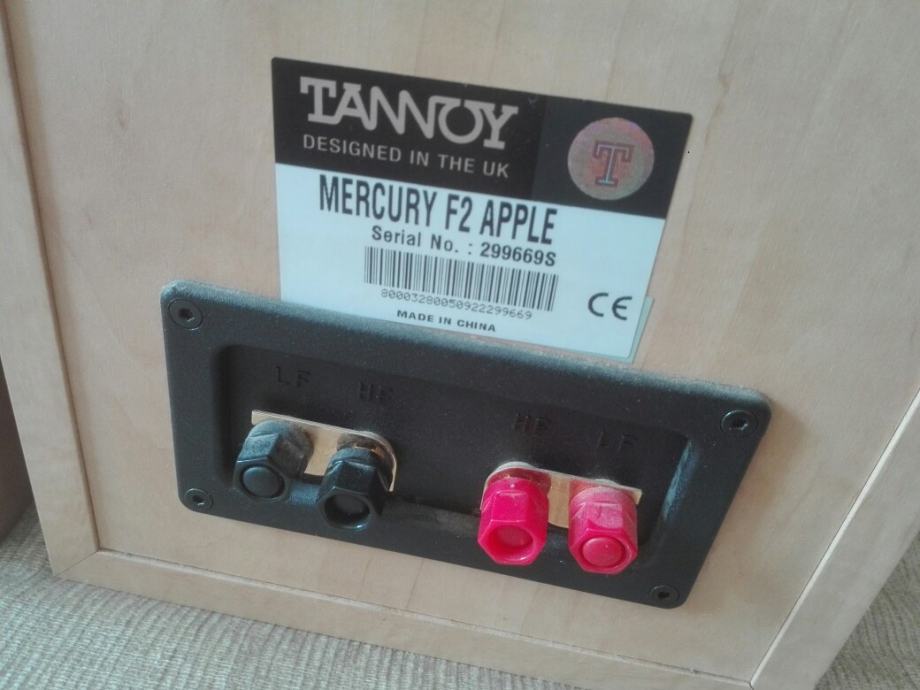 TANNOY
DESIGNED IN THE UK
T
MERCURY F2 APPLE
Serial No. : 299669S
80003280050922299669
MADE IN CHINA
CE
LF HF
HF LF